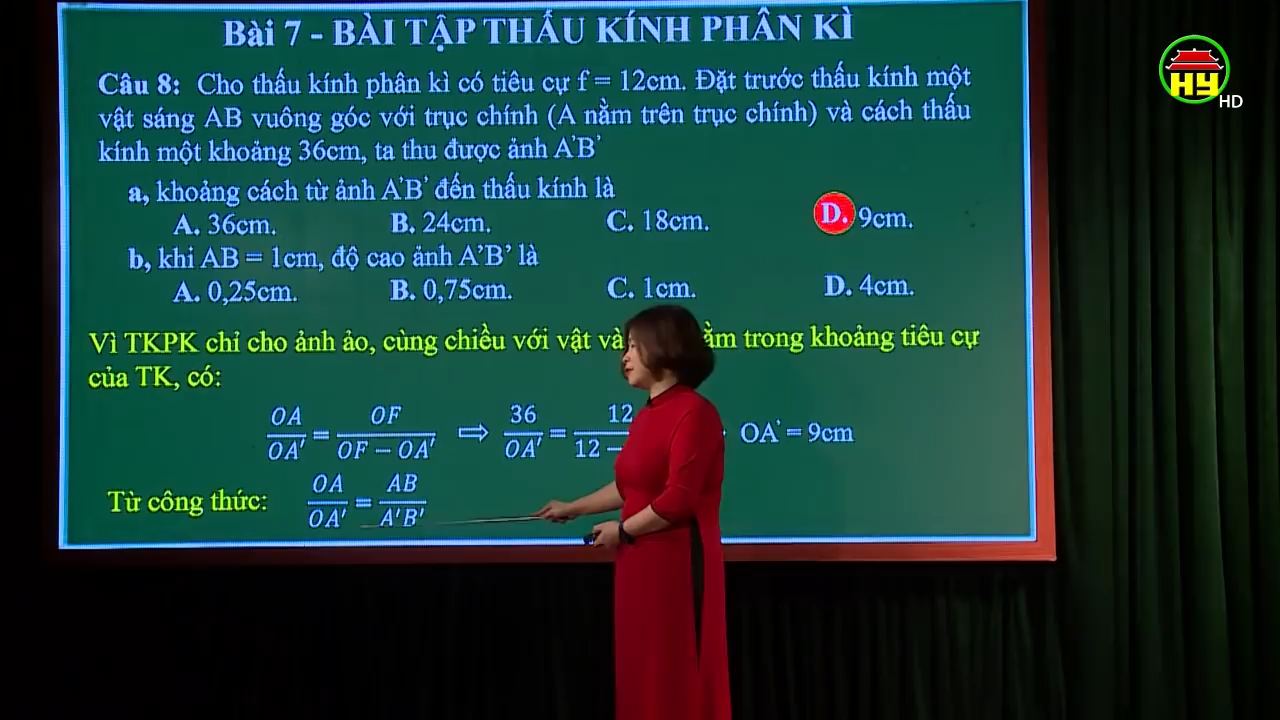 Bài 7 - BÀI TẬP THẤU KÍNH PHÂN KÌ
Câu 8: Cho thấu kính phân kì có tiêu cự f = 12cm. Đặt trước thấu kính một
vật sáng AB vuông góc với trục chính (A nằm trên trục chính) và cách thấu
kính một khoảng 36cm, ta thu được ảnh A'B'
a, khoảng cách từ ảnh A'B' đến thấu kính là
A. 36cm. B. 24cm. C. 18cm. D. 9cm.
b, khi AB = 1cm, độ cao ảnh A'B' là
A. 0,25cm. B. 0,75cm. C. 1cm. D. 4cm.
Vì TKPK chỉ cho ảnh ảo, cùng chiều với vật và trong khoảng tiêu cự
của TK, có:
OA/OA' = OF/(OF − OA') ⇒ 36/OA' = 12/12 − OA' = 9cm
Từ công thức: OA/OA' = AB/A'B'
HY
HD